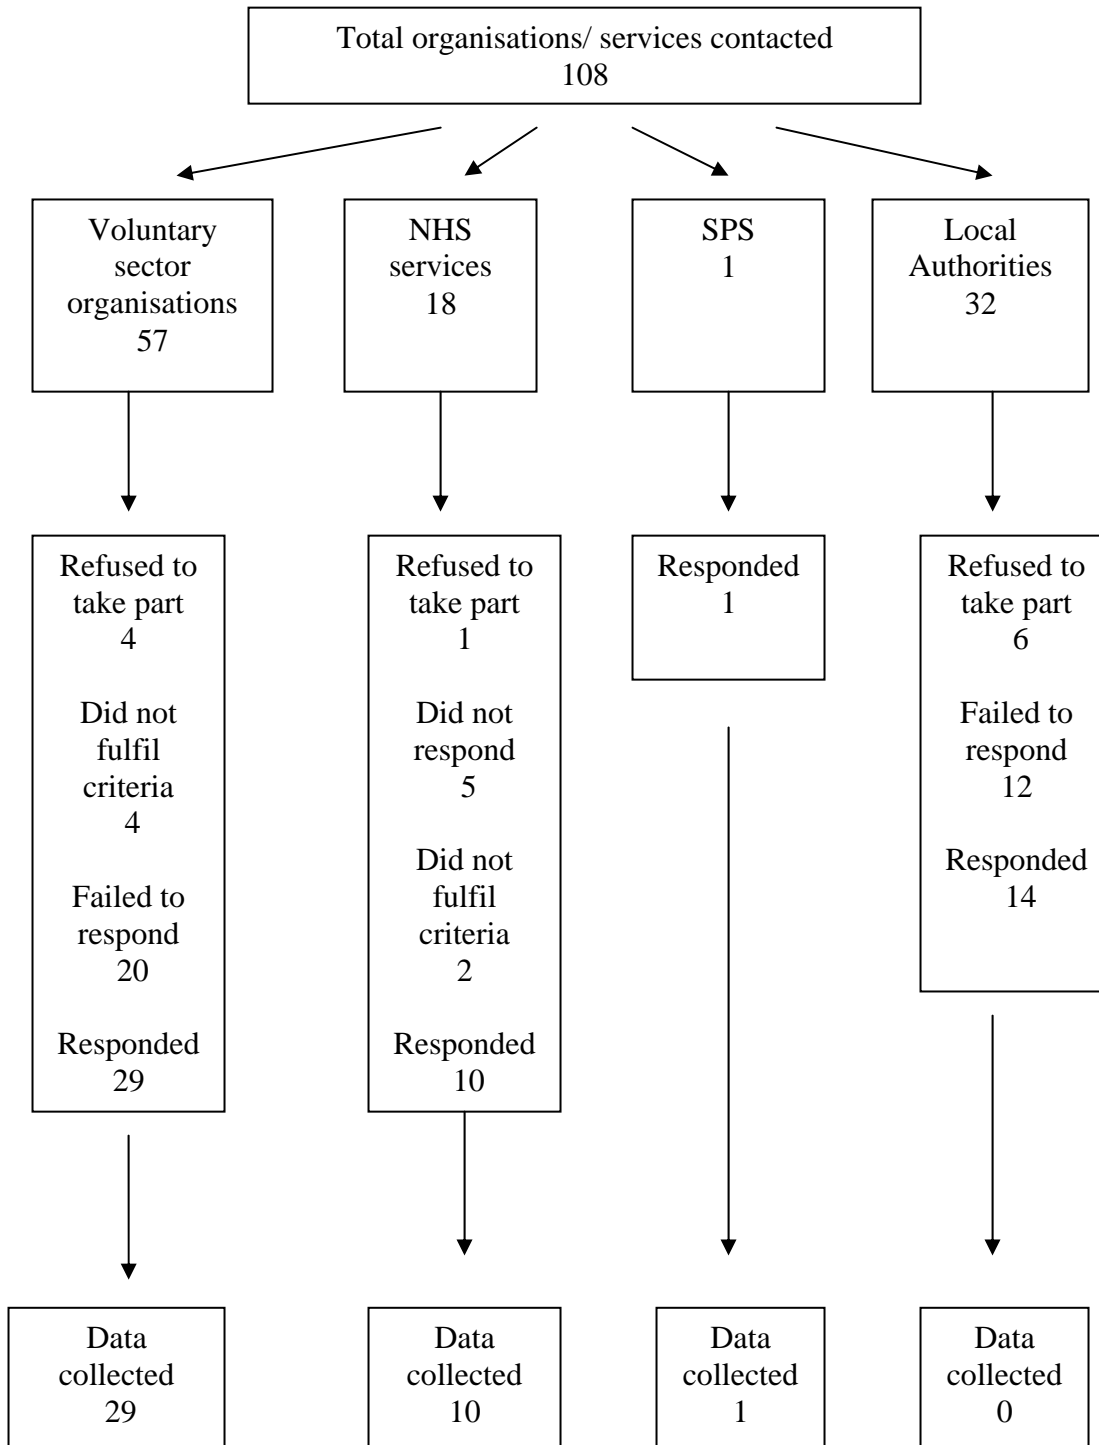 Total organisations/ services contacted
108
Voluntary
sector
organisations
57
NHS
services
18
SPS
1
Local
Authorities
32
Refused to
take part
4
Did not
fulfil
criteria
4
Failed to
respond
20
Responded
29
Refused to
take part
1
Did not
respond
5
Did not
fulfil
criteria
2
Responded
10
Responded
1
Refused to
take part
6
Failed to
respond
12
Responded
14
Data
collected
29
Data
collected
10
Data
collected
1
Data
collected
0